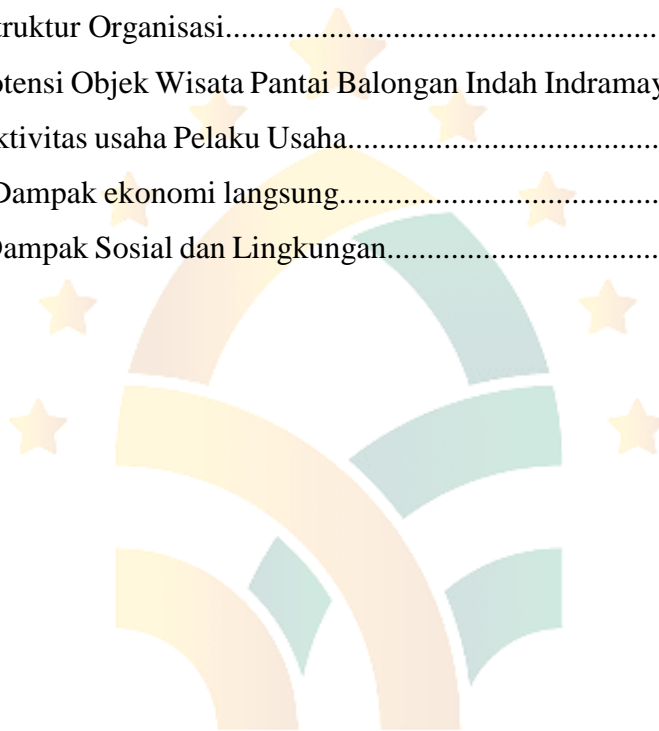 truktur Organisasi......................................................
otensi Objek Wisata Pantai Balongan Indah Indramay
ktivitas usaha Pelaku Usaha.......................................
Dampak ekonomi langsung........................................
Dampak Sosial dan Lingkungan..................................